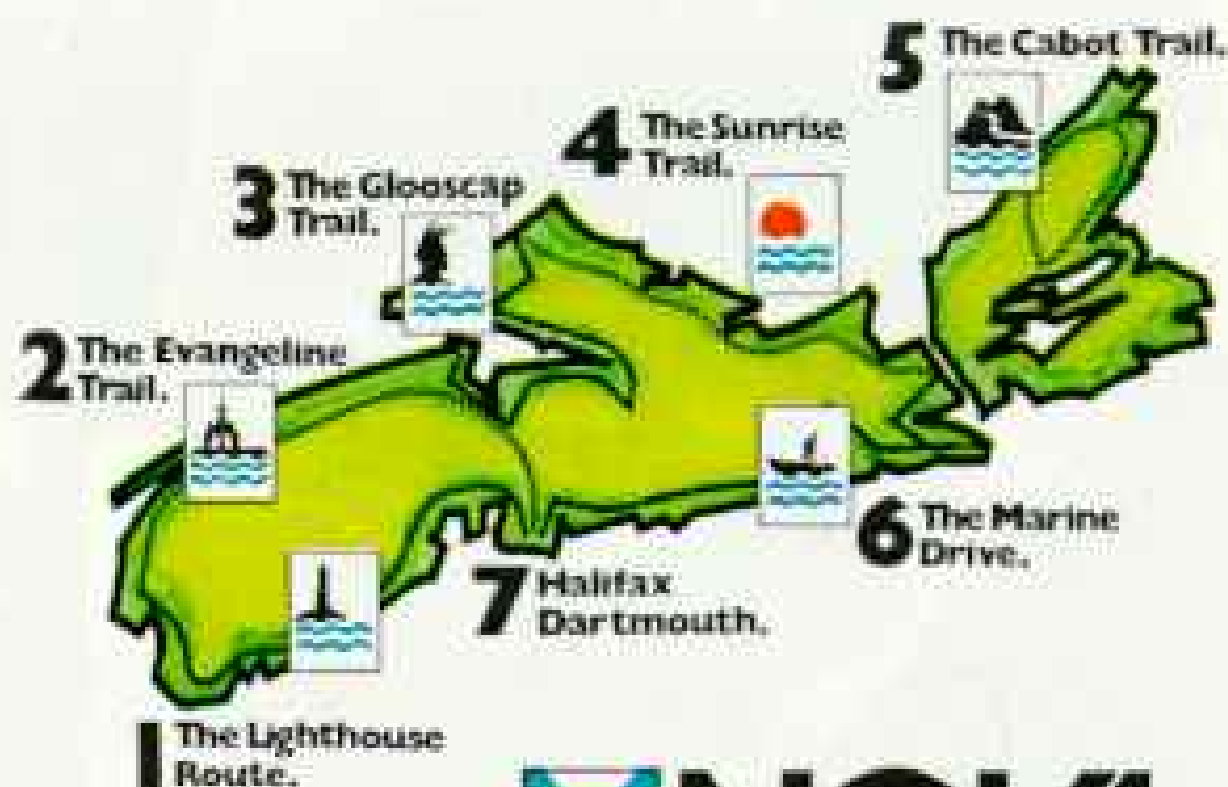 5 The Cabot Trail.
4 The Sunrise
Trail.
3 The Glooscap
Trail.
2 The Evangeline
Trail.
6 The Marine
Drive.
7 Halifax
Dartmouth.
1 The Lighthouse
Route.